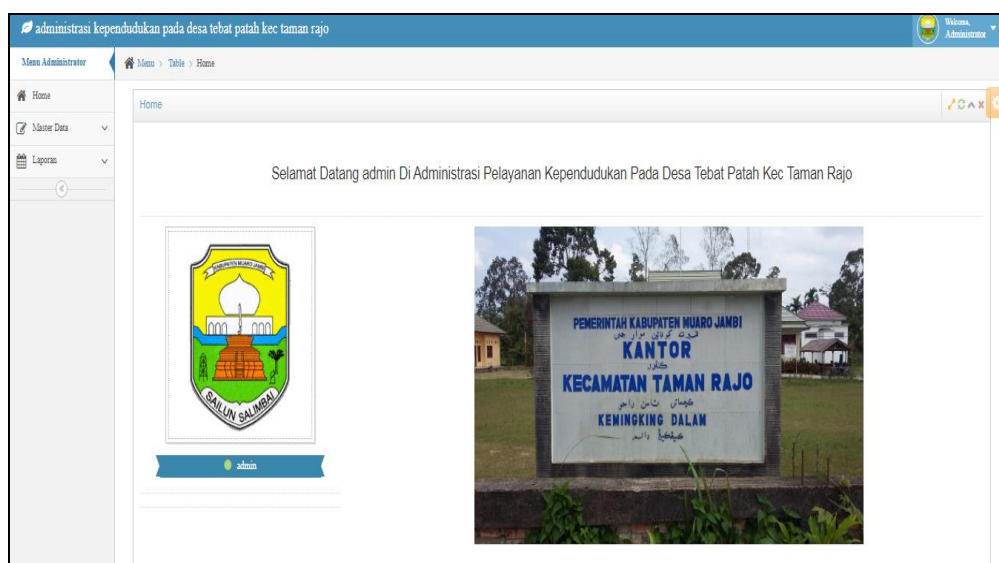 administrasi kependudukan pada desa tebat patah kec taman rajo
Welcome,
Administrator
Menu Administrator
Menu > Table > Home
Home
Master Data
Laporan
Home
Selamat Datang admin Di Administrasi Pelayanan Kependudukan Pada Desa Tebat Patah Kec Taman Rajo
KABUPATEN MUARO JAMBI
SAILUN SALIMBAI
admin
PEMERINTAH KABUPATEN MUARO JAMBI
KANTOR
KECAMATAN TAMAN RAJO
KEMINGKING DALAM